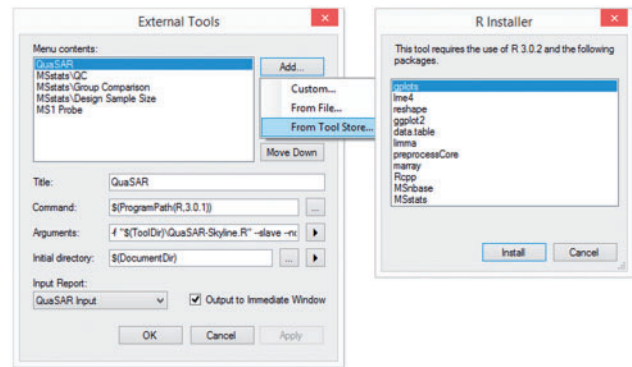 External Tools
Menu contents:
QuaSAR
MSstats\QC
MSstats\Group Comparison
MSstats\Design Sample Size
MS1 Probe
Add...
Custom...
From File...
From Tool Store...
Move Down
Title:
QuaSAR
Command:
$(ProgramPath(R,3.0.1))
...
Arguments:
-f "$(ToolDir)\QuaSAR-Skyline.R" --slave --no
Initial directory:
$(DocumentDir)
...
Input Report:
QuaSAR Input
Output to Immediate Window
OK
Cancel
Apply
R Installer
This tool requires the use of R 3.0.2 and the following
packages.
gplots
lme4
reshape
ggplot2
data.table
limma
preprocessCore
marray
Rcpp
MSnbase
MSstats
Install
Cancel